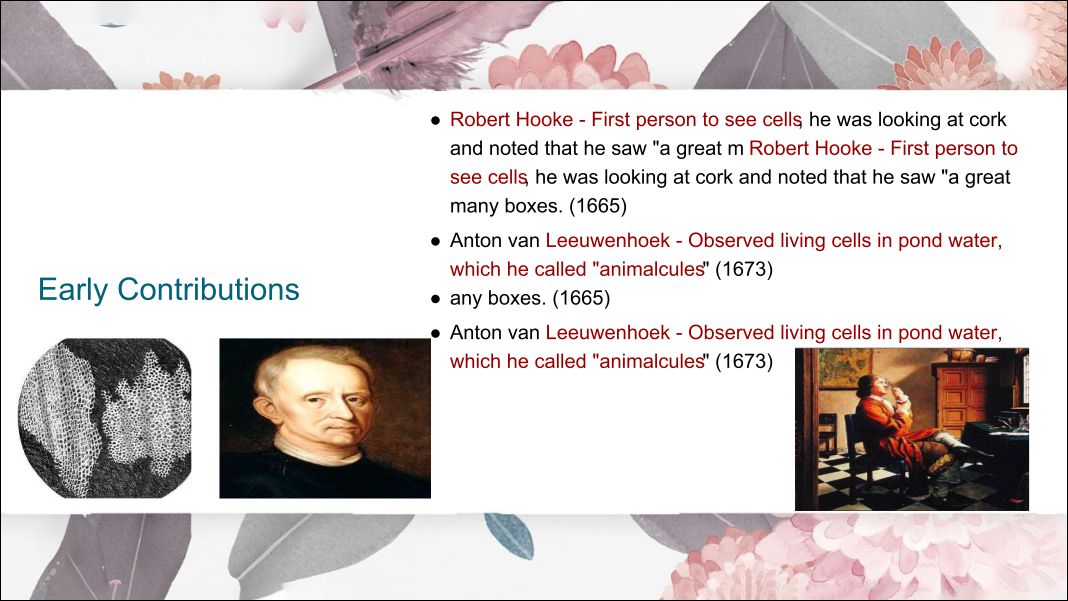 Early Contributions
● Robert Hooke - First person to see cells, he was looking at cork
and noted that he saw "a great m Robert Hooke - First person to
see cells, he was looking at cork and noted that he saw "a great
many boxes. (1665)
● Anton van Leeuwenhoek - Observed living cells in pond water,
which he called "animalcules" (1673)
● any boxes. (1665)
● Anton van Leeuwenhoek - Observed living cells in pond water,
which he called "animalcules" (1673)